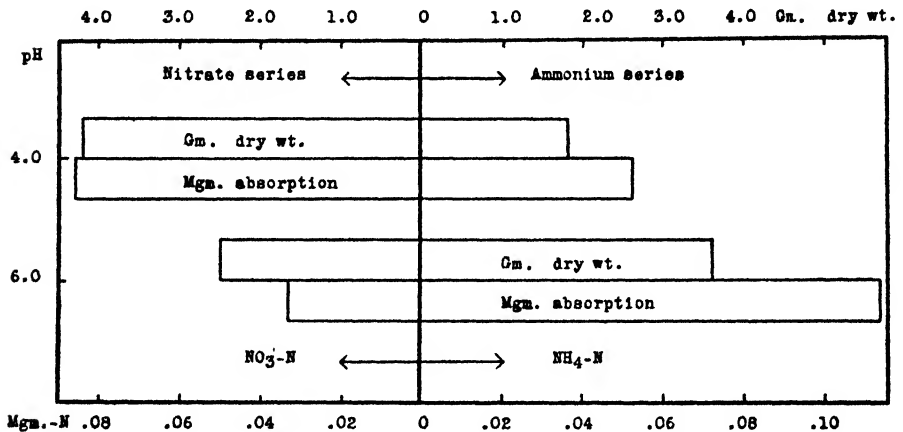 4.0 3.0 2.0 1.0 0 1.0 2.0 3.0 4.0 Gm. dry wt.
pH
Nitrate series Ammonium series
Gm. dry wt.
4.0
Mgm. absorption
Gm. dry wt.
6.0
Mgm. absorption
NO3-N NH4-N
Mgm.-N .08 .06 .04 .02 0 .02 .04 .06 .08 .10